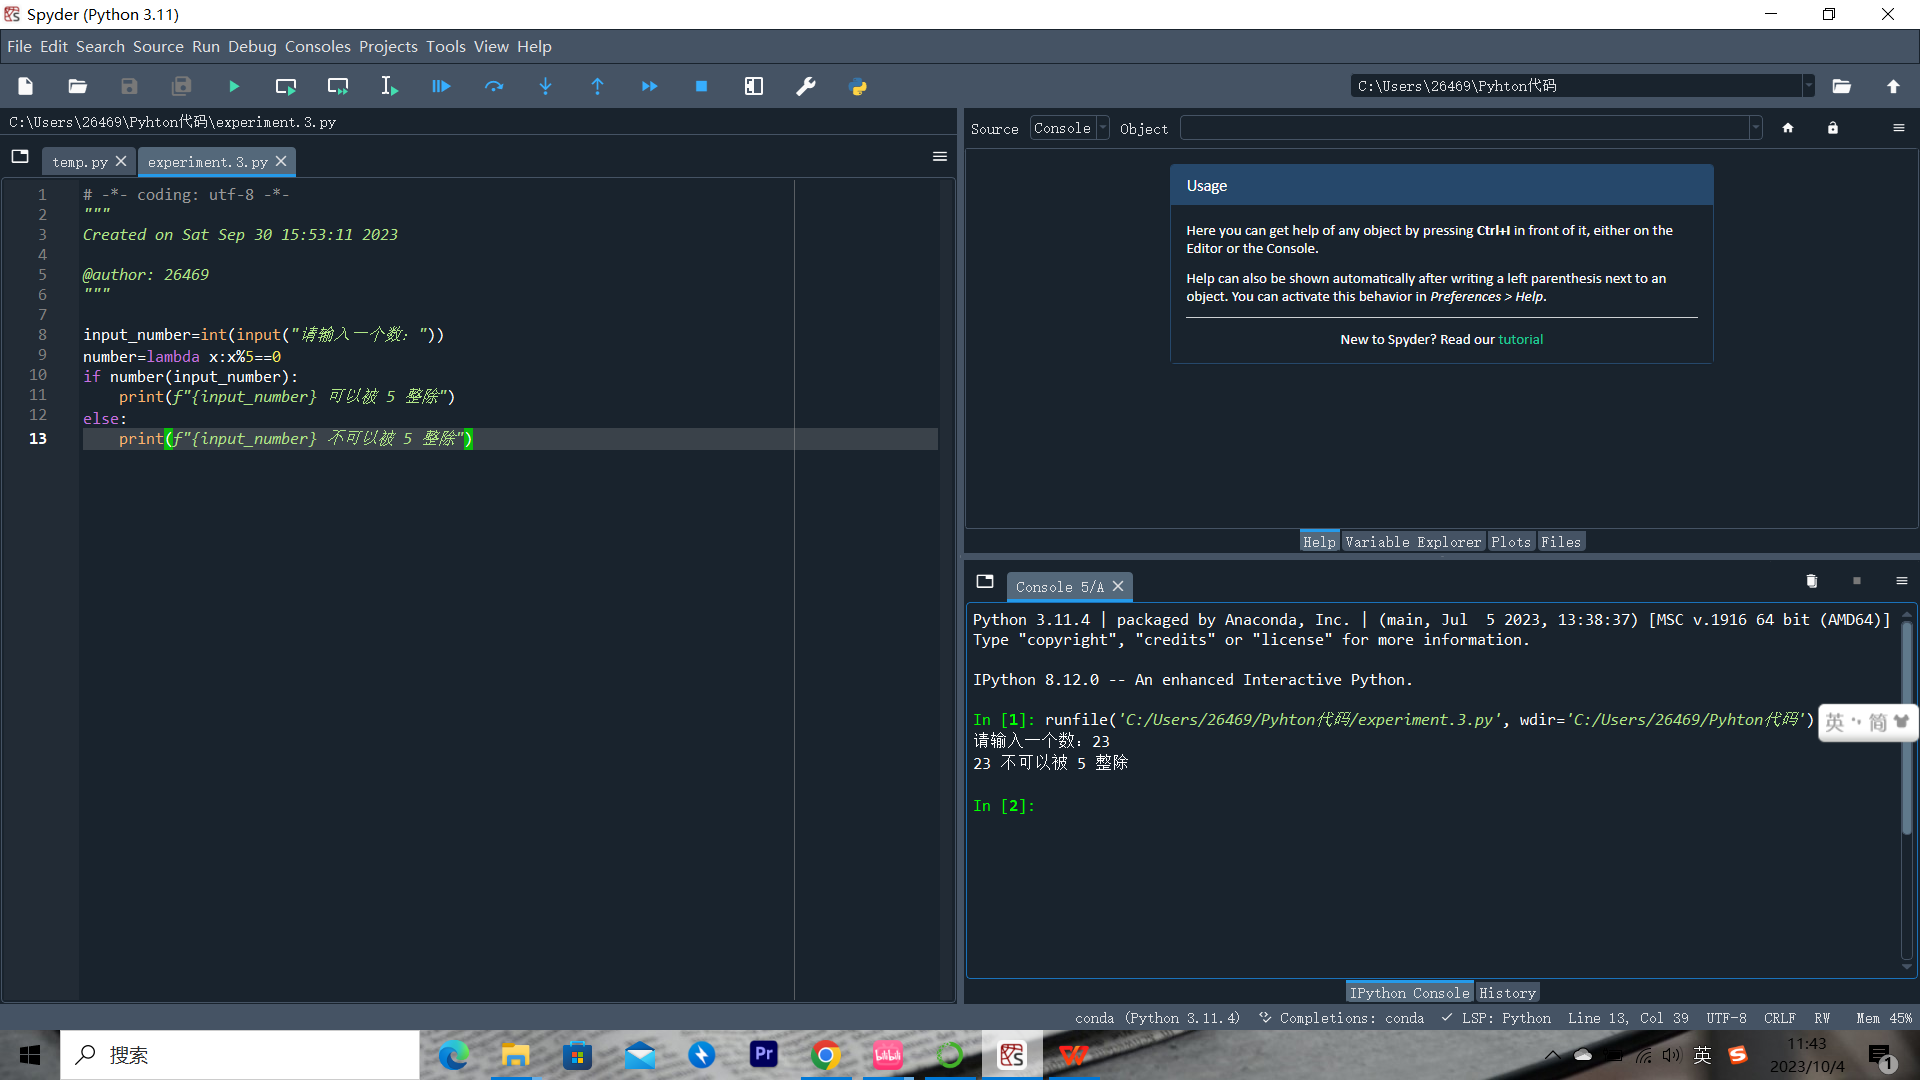 Spyder (Python 3.11)
File Edit Search Source Run Debug Consoles Projects Tools View Help
C:\Users\26469\Pyhton代码
C:\Users\26469\Pyhton代码\experiment.3.py
temp.py
experiment.3.py
1 # -*- coding: utf-8 -*-
2 """
3 Created on Sat Sep 30 15:53:11 2023
4
5 @author: 26469
6 """
7
8 input_number=int(input("请输入一个数: "))
9 number=lambda x:x%5==0
10 if number(input_number):
11 print(f"{input_number} 可以被 5 整除")
12 else:
13 print(f"{input_number} 不可以被 5 整除")
Source Console Object
Usage
Here you can get help of any object by pressing Ctrl+I in front of it, either on the
Editor or the Console.
Help can also be shown automatically after writing a left parenthesis next to an
object. You can activate this behavior in Preferences > Help.
New to Spyder? Read our tutorial
Help Variable Explorer Plots Files
Console 5/A
Python 3.11.4 | packaged by Anaconda, Inc. | (main, Jul  5 2023, 13:38:37) [MSC v.1916 64 bit (AMD64)]
Type "copyright", "credits" or "license" for more information.
IPython 8.12.0 -- An enhanced Interactive Python.
In [1]: runfile('C:/Users/26469/Pyhton代码/experiment.3.py', wdir='C:/Users/26469/Pyhton代码')
请输入一个数: 23
23 不可以被 5 整除
In [2]:
英 简
IPython Console History
conda (Python 3.11.4) Completions: conda LSP: Python Line 13, Col 39 UTF-8 CRLF RW Mem 45%
搜索
Pr
bilibili
英
11:43
2023/10/4
1